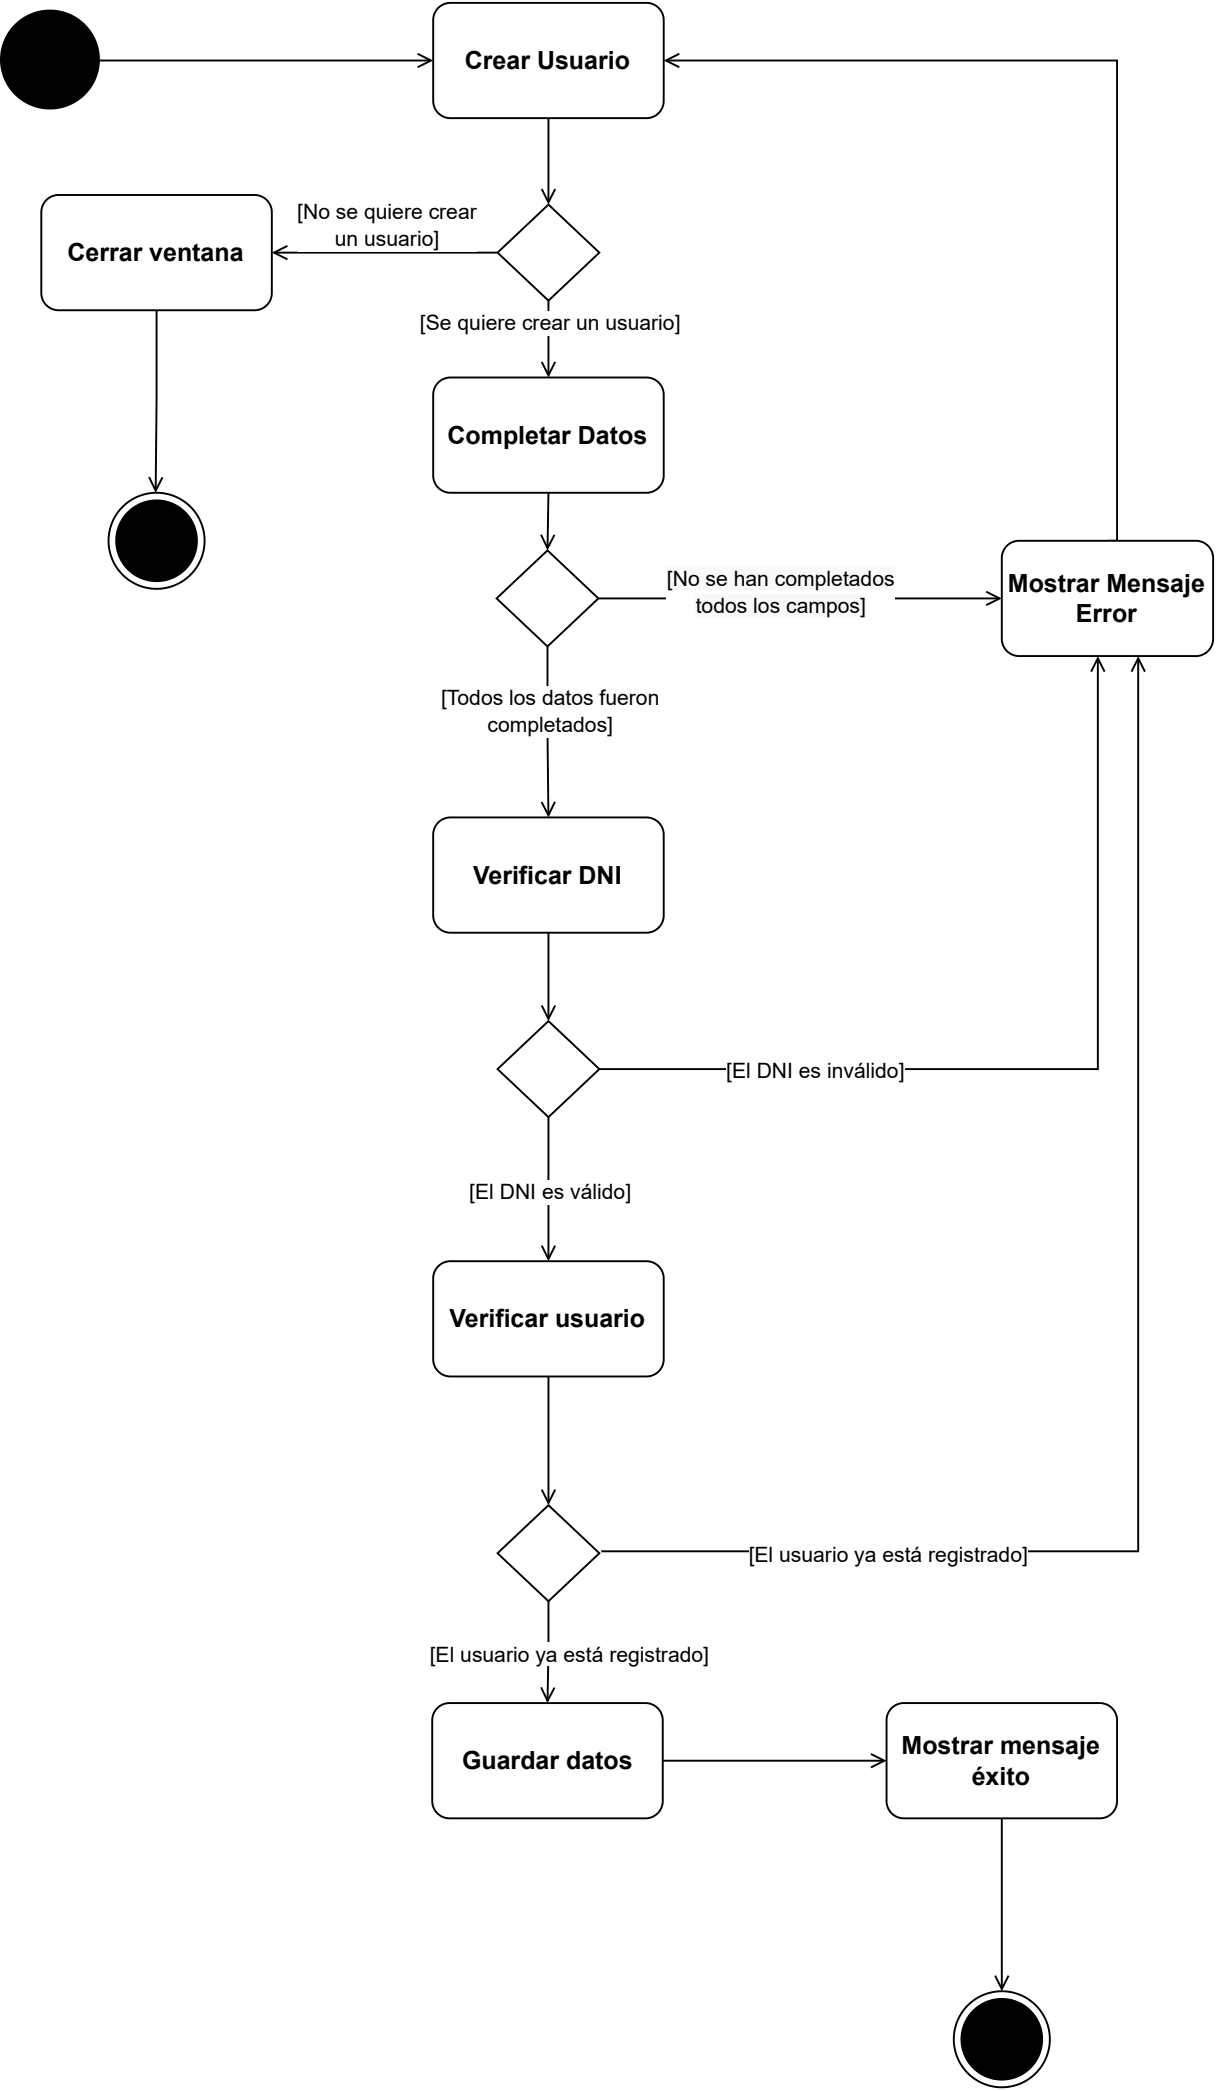 Crear Usuario
[No se quiere crear
un usuario]
Cerrar ventana
[Se quiere crear un usuario]
Completar Datos
[No se han completados
todos los campos]
Mostrar Mensaje
Error
[Todos los datos fueron
completados]
Verificar DNI
[El DNI es inválido]
[El DNI es válido]
Verificar usuario
[El usuario ya está registrado]
[El usuario ya está registrado]
Guardar datos
Mostrar mensaje
éxito